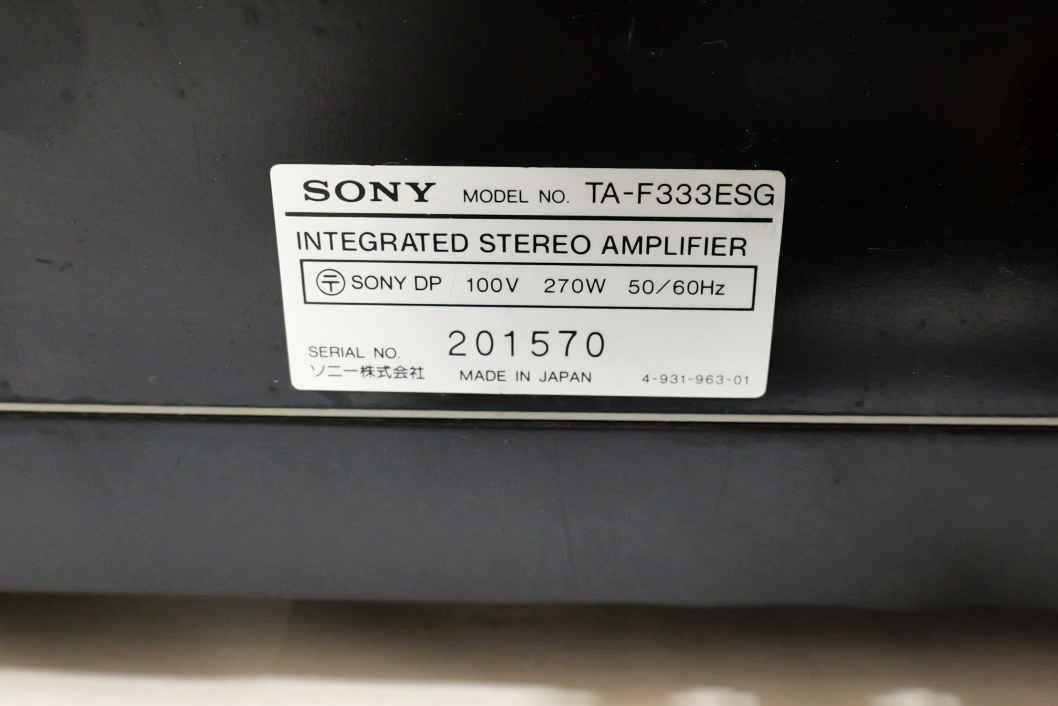 SONY MODEL NO. TA-F333ESG
INTEGRATED STEREO AMPLIFIER
〒 SONY DP 100V 270W 50/60Hz
SERIAL NO. 201570
ソニー株式会社 MADE IN JAPAN 4-931-963-01